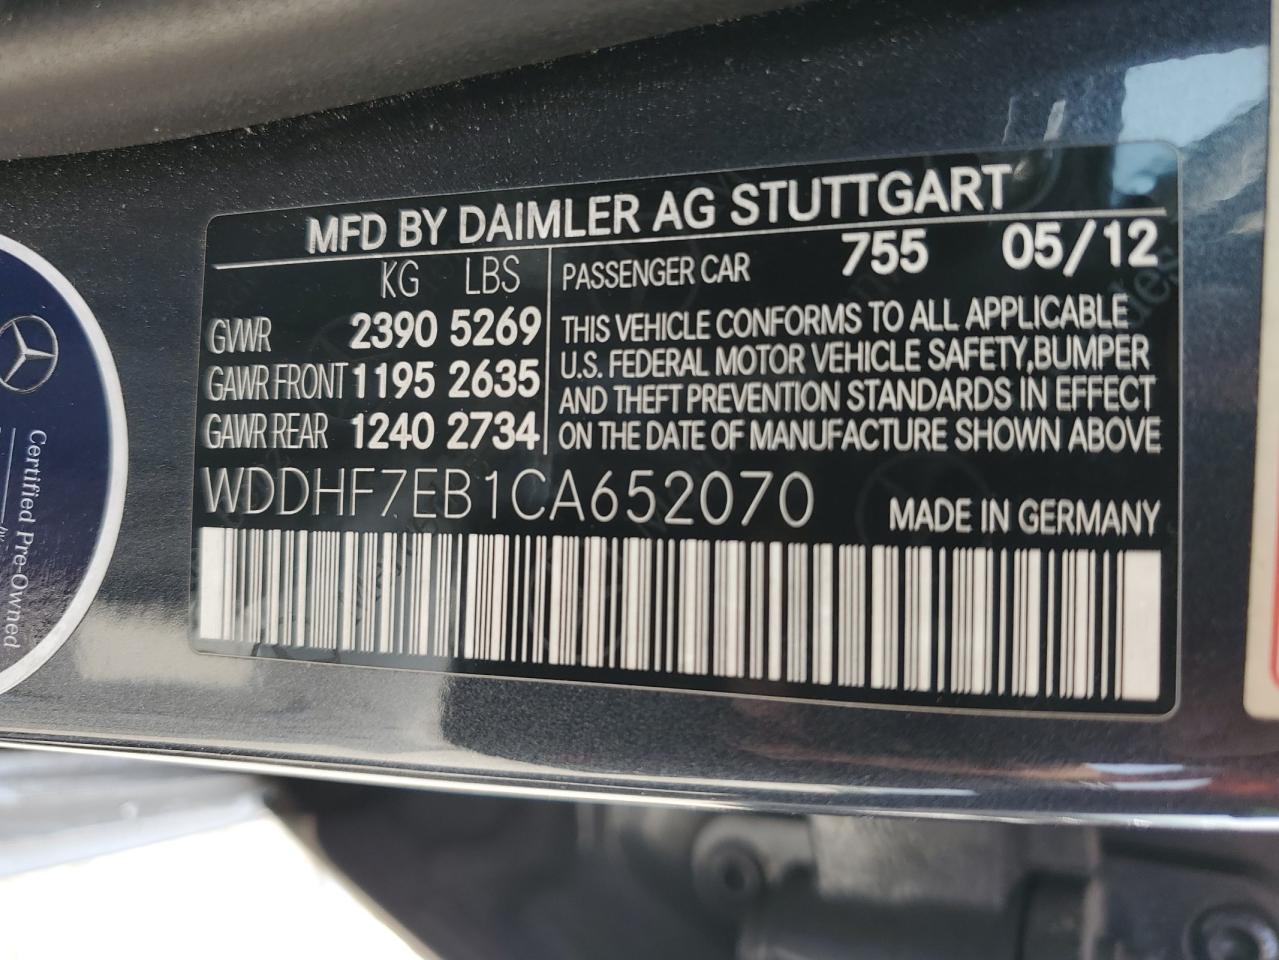 MFD BY DAIMLER AG STUTTGART
KG LBS
GVWR 2390 5269
GAWR FRONT 1195 2635
GAWR REAR 1240 2734
PASSENGER CAR 755 05/12
THIS VEHICLE CONFORMS TO ALL APPLICABLE
U.S. FEDERAL MOTOR VEHICLE SAFETY,BUMPER
AND THEFT PREVENTION STANDARDS IN EFFECT
ON THE DATE OF MANUFACTURE SHOWN ABOVE
WDDHF7EB1CA652070
MADE IN GERMANY
Certified Pre-Owned